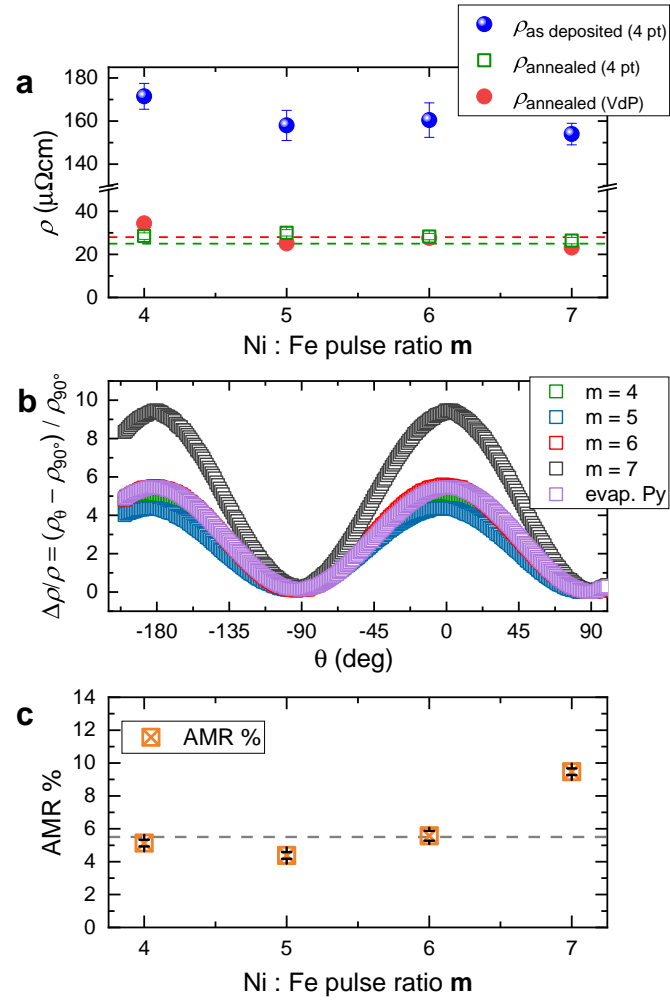 a
ρas deposited (4 pt)
ρannealed (4 pt)
ρannealed (VdP)
180
160
140
40
20
0
ρ (μΩcm)
4 5 6 7
Ni : Fe pulse ratio m
b
m = 4
m = 5
m = 6
m = 7
evap. Py
10
8
6
4
2
0
Δρ/ρ = (ρθ − ρ90°) / ρ90°
-180 -135 -90 -45 0 45 90
θ (deg)
c
AMR %
14
12
10
8
6
4
2
0
AMR %
4 5 6 7
Ni : Fe pulse ratio m